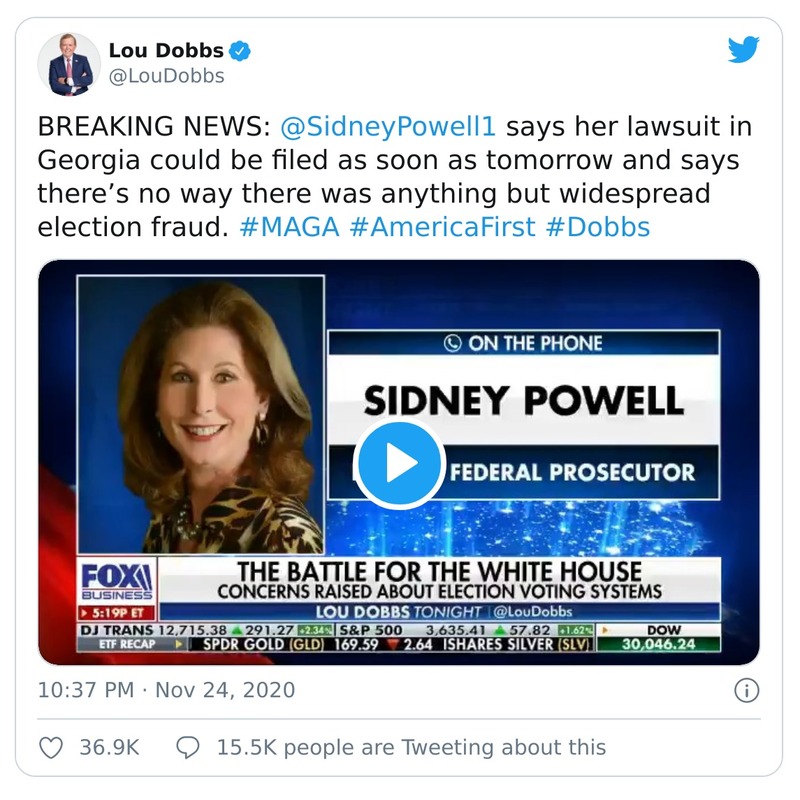 Lou Dobbs
@LouDobbs
BREAKING NEWS: @SidneyPowell1 says her lawsuit in
Georgia could be filed as soon as tomorrow and says
there’s no way there was anything but widespread
election fraud. #MAGA #AmericaFirst #Dobbs
ON THE PHONE
SIDNEY POWELL
FEDERAL PROSECUTOR
FOX
BUSINESS
5:19P ET
THE BATTLE FOR THE WHITE HOUSE
CONCERNS RAISED ABOUT ELECTION VOTING SYSTEMS
LOU DOBBS TONIGHT | @LouDobbs
DJ TRANS 12,715.38 ▲ 291.27 +2.34% S&P 500 3,635.41 ▲ 57.82 +1.62% DOW
ETF RECAP SPDR GOLD (GLD) 169.59 ▼ 2.64 ISHARES SILVER (SLV) 30,046.24
10:37 PM · Nov 24, 2020
36.9K 15.5K people are Tweeting about this